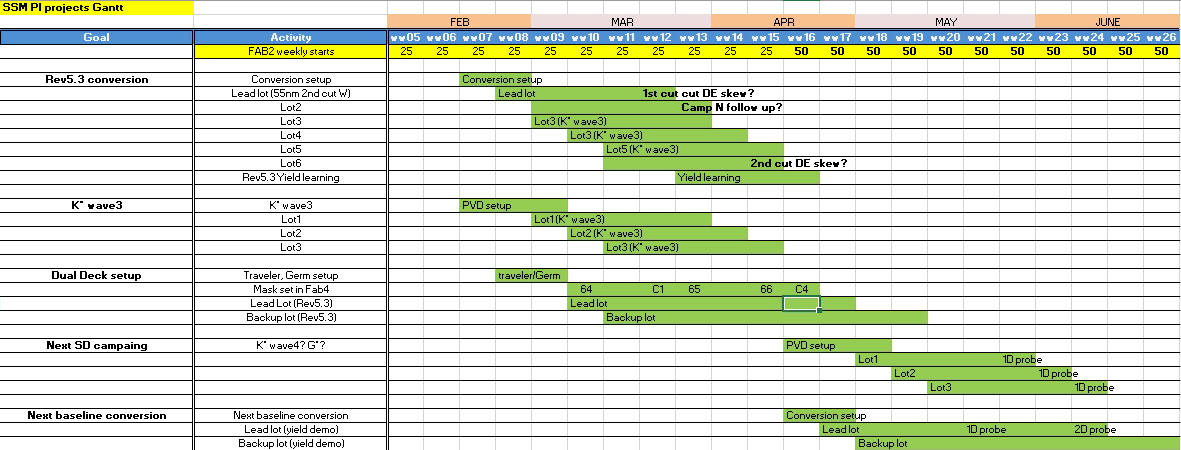 SSM PI projects Gantt
FEB MAR APR MAY JUNE
Goal Activity ww05 ww06 ww07 ww08 ww09 ww10 ww11 ww12 ww13 ww14 ww15 ww16 ww17 ww18 ww19 ww20 ww21 ww22 ww23 ww24 ww25 ww26
FAB2 weekly starts 25 25 25 25 25 25 25 25 25 25 25 50 50 50 50 50 50 50 50 50 50 50
Rev5.3 conversion Conversion setup Conversion setup
Lead lot (55nm 2nd cut W) Lead lot 1st cut cut DE skew?
Lot2 Camp N follow up?
Lot3 Lot3 (K" wave3)
Lot4 Lot3 (K" wave3)
Lot5 Lot5 (K" wave3)
Lot6 2nd cut DE skew?
Rev5.3 Yield learning Yield learning
K" wave3 K" wave3 PVD setup
Lot1 Lot1 (K" wave3)
Lot2 Lot2 (K" wave3)
Lot3 Lot3 (K" wave3)
Dual Deck setup Traveler, Germ setup traveler/Germ
Mask set in Fab4 64 C1 65 66 C4
Lead Lot (Rev5.3) Lead lot
Backup lot (Rev5.3) Backup lot
Next SD campaing K" wave4? G"? PVD setup
Lot1 1D probe
Lot2 1D probe
Lot3 1D probe
Next baseline conversion Next baseline conversion Conversion setup
Lead lot (yield demo) Lead lot 1D probe 2D probe
Backup lot (yield demo) Backup lot